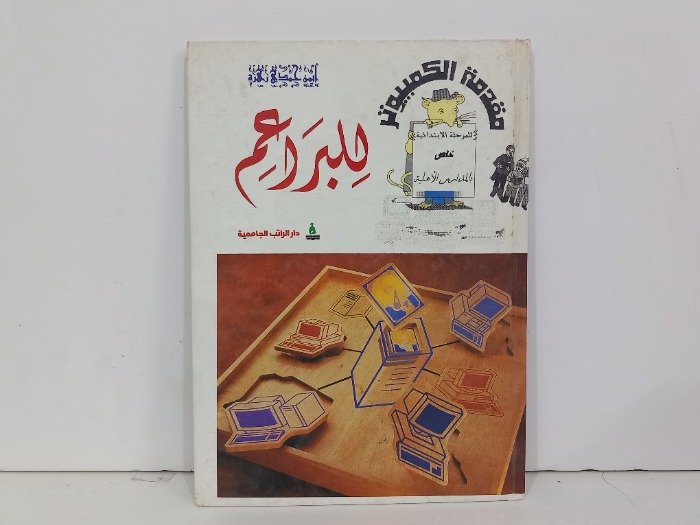 مقدمة الكمبيوتر
للمرحلة الابتدائية
خاص
بالمدارس الأهلية
للبراعم
دار الراتب الجامعية